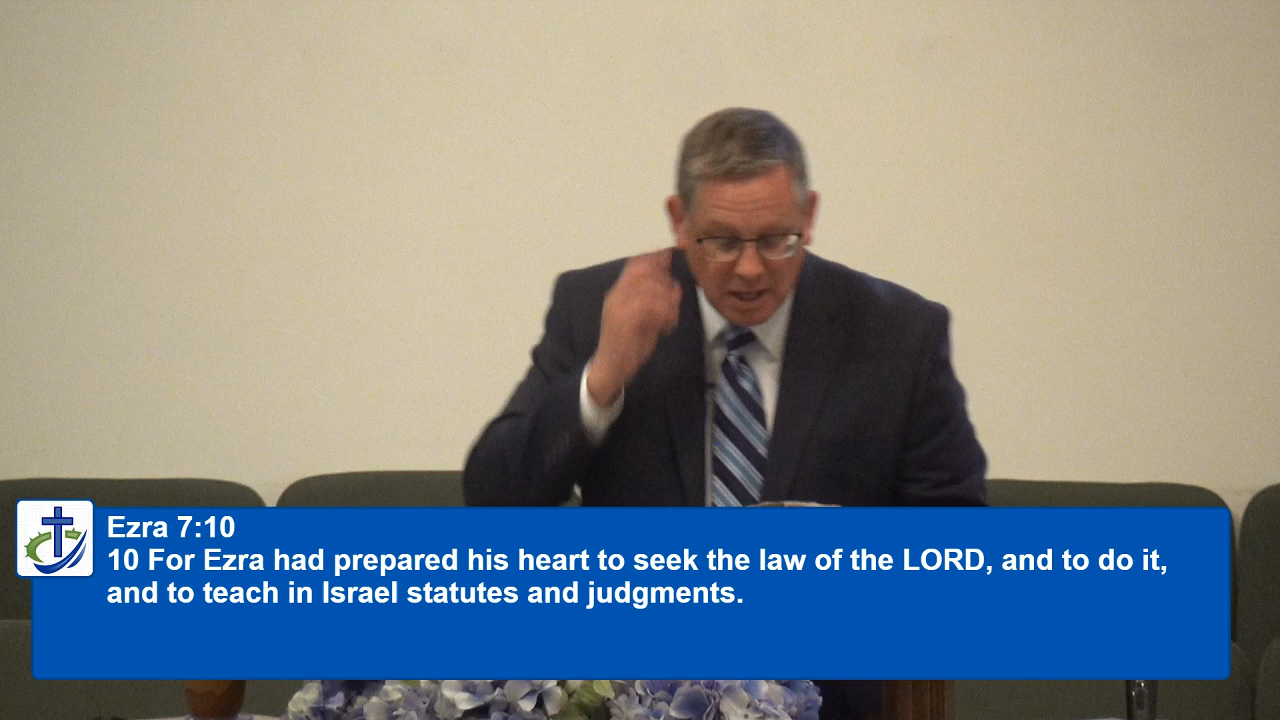 Ezra 7:10
10 For Ezra had prepared his heart to seek the law of the LORD, and to do it,
and to teach in Israel statutes and judgments.